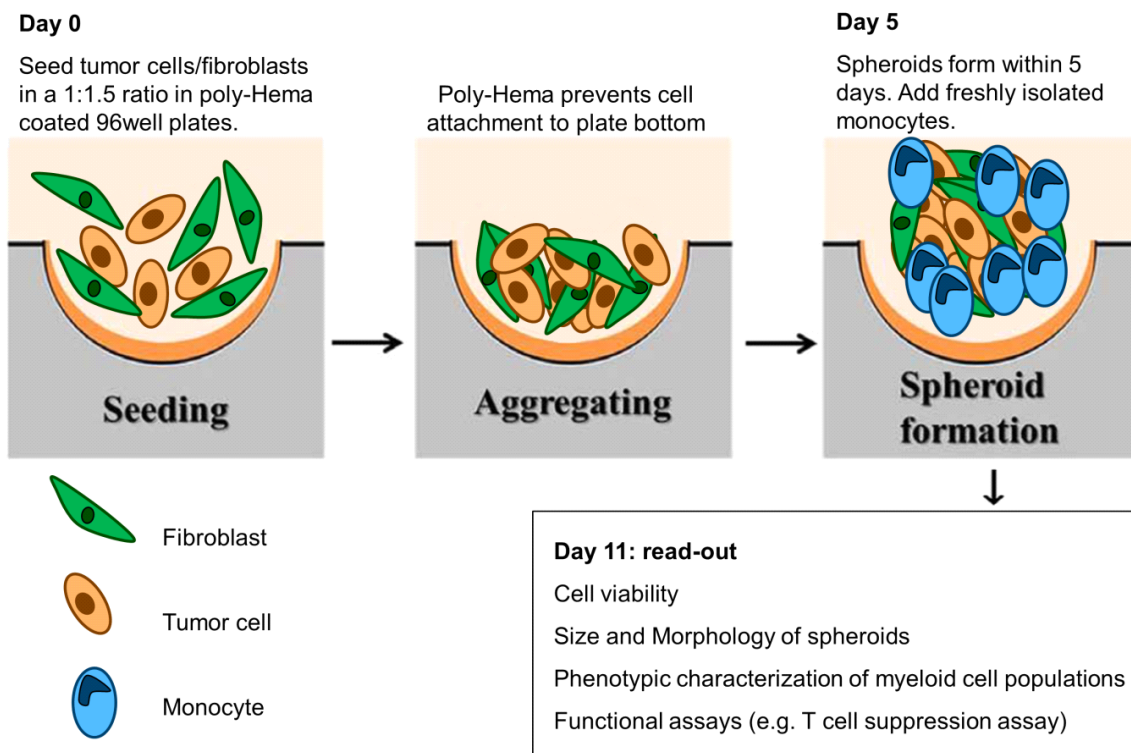 Day 0
Seed tumor cells/fibroblasts
in a 1:1.5 ratio in poly-Hema
coated 96well plates.
Poly-Hema prevents cell
attachment to plate bottom
Day 5
Spheroids form within 5
days. Add freshly isolated
monocytes.
Seeding
Aggregating
Spheroid
formation
Fibroblast
Tumor cell
Monocyte
Day 11: read-out
Cell viability
Size and Morphology of spheroids
Phenotypic characterization of myeloid cell populations
Functional assays (e.g. T cell suppression assay)